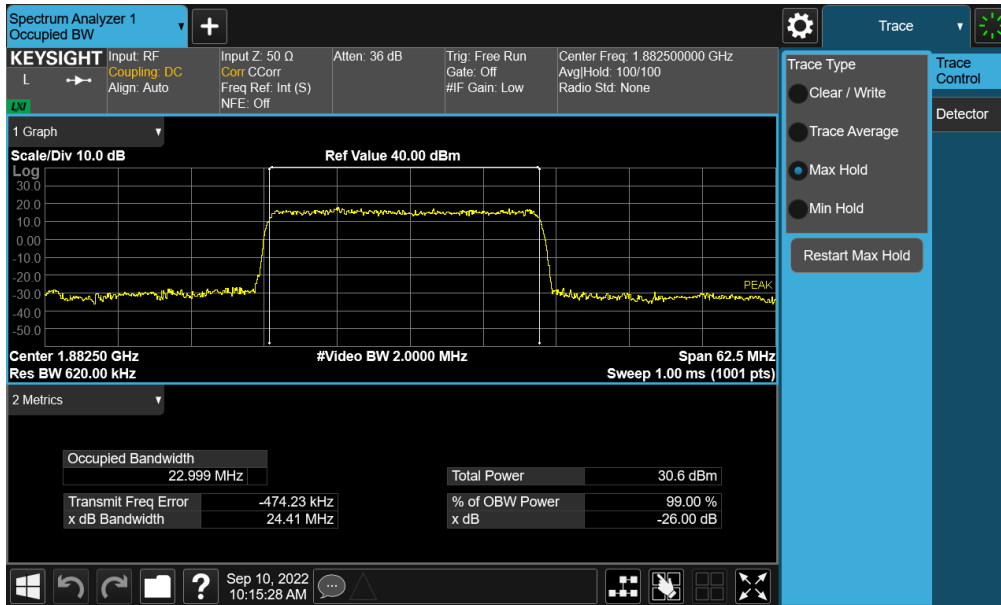 Spectrum Analyzer 1
Occupied BW
+
Trace
KEYSIGHT
L
LXI
Input: RF
Coupling: DC
Align: Auto
Input Z: 50 Ω
Corr CCorr
Freq Ref: Int (S)
NFE: Off
Atten: 36 dB
Trig: Free Run
Gate: Off
#IF Gain: Low
Center Freq: 1.882500000 GHz
Avg|Hold: 100/100
Radio Std: None
Trace Type
Clear / Write
Trace Average
Max Hold
Min Hold
Restart Max Hold
Trace
Control
Detector
1 Graph
Scale/Div 10.0 dB
Ref Value 40.00 dBm
Log
30.0
20.0
10.0
0.00
-10.0
-20.0
-30.0
-40.0
-50.0
PEAK
Center 1.88250 GHz
#Video BW 2.0000 MHz
Span 62.5 MHz
Res BW 620.00 kHz
Sweep 1.00 ms (1001 pts)
2 Metrics
Occupied Bandwidth
22.999 MHz
Total Power 30.6 dBm
Transmit Freq Error -474.23 kHz
% of OBW Power 99.00 %
x dB Bandwidth 24.41 MHz
x dB -26.00 dB
?
Sep 10, 2022
10:15:28 AM